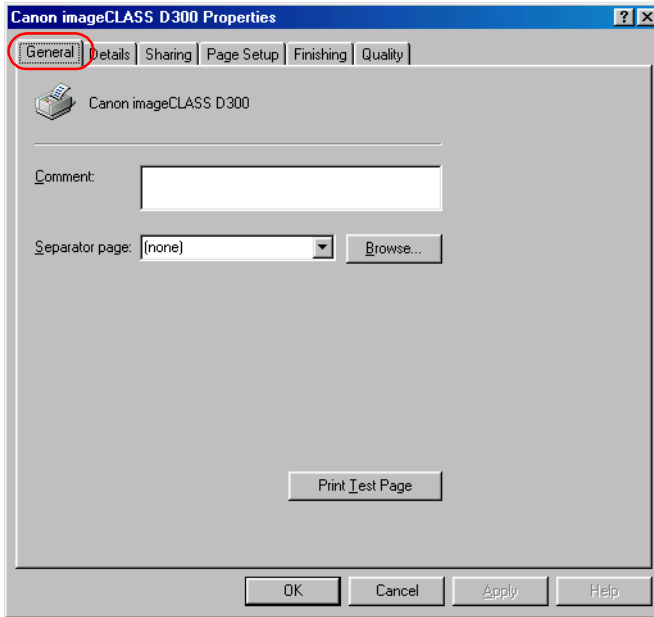 Canon imageCLASS D300 Properties
General Details Sharing Page Setup Finishing Quality
Canon imageCLASS D300
Comment:
Separator page: (none) Browse...
Print Test Page
OK Cancel Apply Help